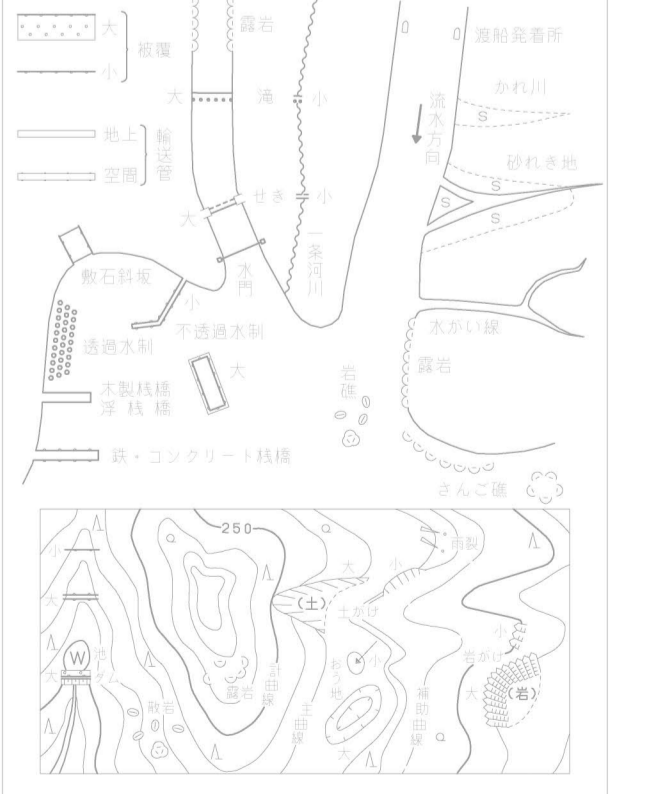 大
被覆
小
地上
空間
輸送管
露岩
大
滝
小
せき
小
大
水門
一条河川
渡船発着所
かれ川
S
流水方向
砂れき地
S
S
S
敷石斜坂
小
不透過水制
透過水制
大
木製桟橋
浮桟橋
鉄・コンクリート桟橋
岩礁
水がい線
露岩
さんご礁
250
小
大
W
池
大
ダム
散岩
露岩
計曲線
主曲線
(土)
大
小
土がけ
雨裂
おう地
小
大
補助曲線
小
岩がけ
大
(岩)